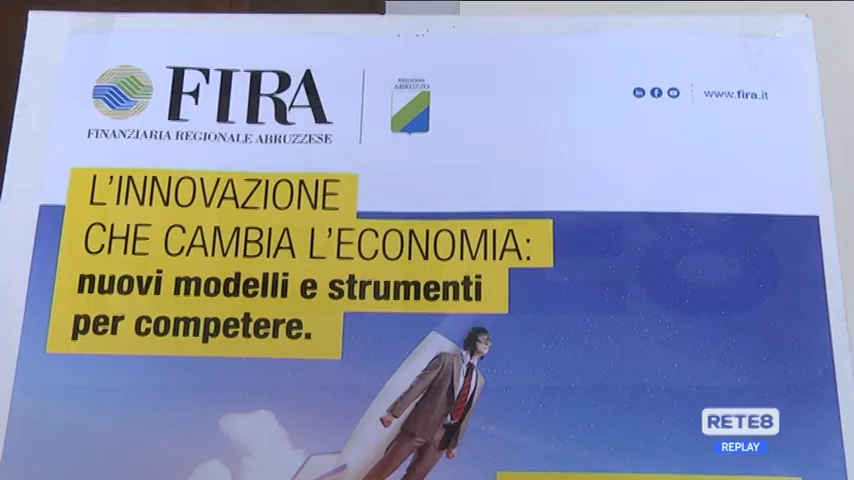 FIRA
FINANZIARIA REGIONALE ABRUZZESE
REGIONE
ABRUZZO
www.fira.it
L'INNOVAZIONE
CHE CAMBIA L'ECONOMIA:
nuovi modelli e strumenti
per competere.
RETE8
REPLAY